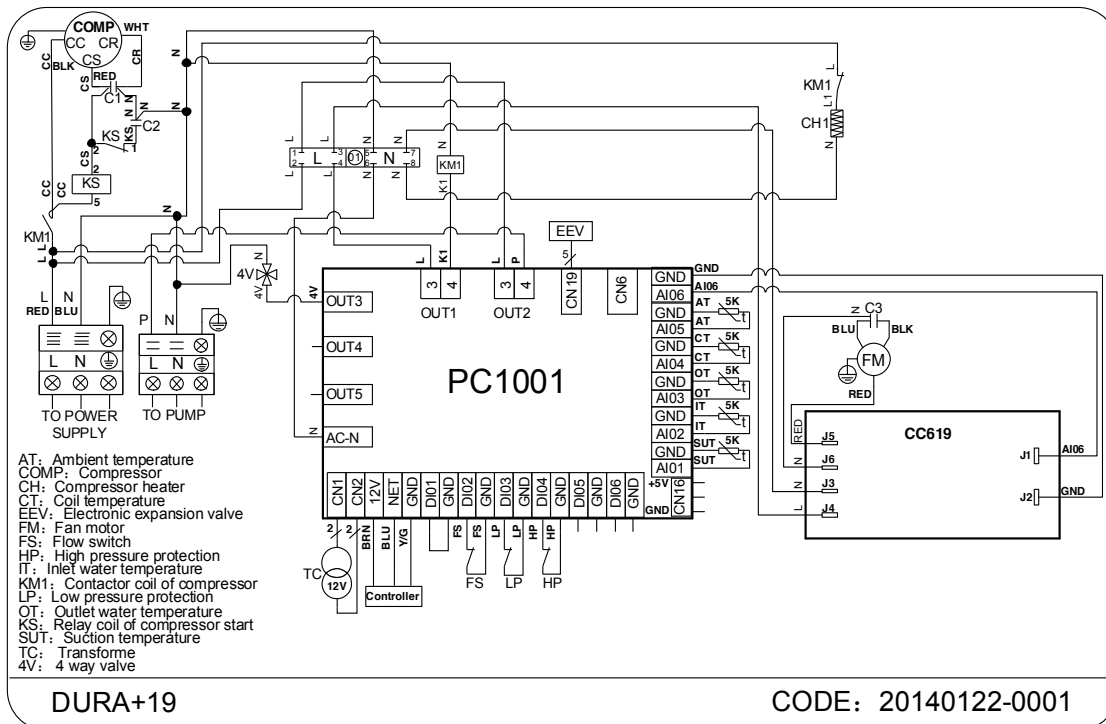 COMP WHT
CC CR
CS
BLK
CC
RED
CS
CR
N
C1
N N
C2
KS
KS
2
1
CS
2
KS
5
CC
CC
KM1
L L
N
N
L N
RED BLU
P N
L N
L N
TO POWER
SUPPLY
TO PUMP
L L N N
1 3 5 7
L 01 N
2 4 6 8
L L N N
N
KM1
K1
L
KM1
L1
CH1
N
N
4V
4V
4V
EEV
5
L K1 L P
3 4 3 4
OUT1 OUT2
CN19
CN6
OUT3
OUT4
OUT5
N
AC-N
PC1001
GND GND
AI06 AI06
GND AT 5K
AI05 AT t
GND CT 5K
AI04 CT t
GND OT 5K
AI03 OT t
GND IT 5K
AI02 IT t
GND SUT 5K
AI01 SUT t
+5V
CN16
GND
CN1 CN2 12V NET GND DI01 GND DI02 GND DI03 GND DI04 GND DI05 GND DI06 GND
2 2 BRN BLU Y/G FS FS LP LP HP HP
TC
12V
Controller
FS LP HP
N
C3
BLU BLK
FM
RED
RED
N
N
L
J5
J6
J3
J4
CC619
J1 AI06
J2 GND
AT: Ambient temperature
COMP: Compressor
CH: Compressor heater
CT: Coil temperature
EEV: Electronic expansion valve
FM: Fan motor
FS: Flow switch
HP: High pressure protection
IT: Inlet water temperature
KM1: Contactor coil of compressor
LP: Low pressure protection
OT: Outlet water temperature
KS: Relay coil of compressor start
SUT: Suction temperature
TC: Transforme
4V: 4 way valve
DURA+19
CODE: 20140122-0001